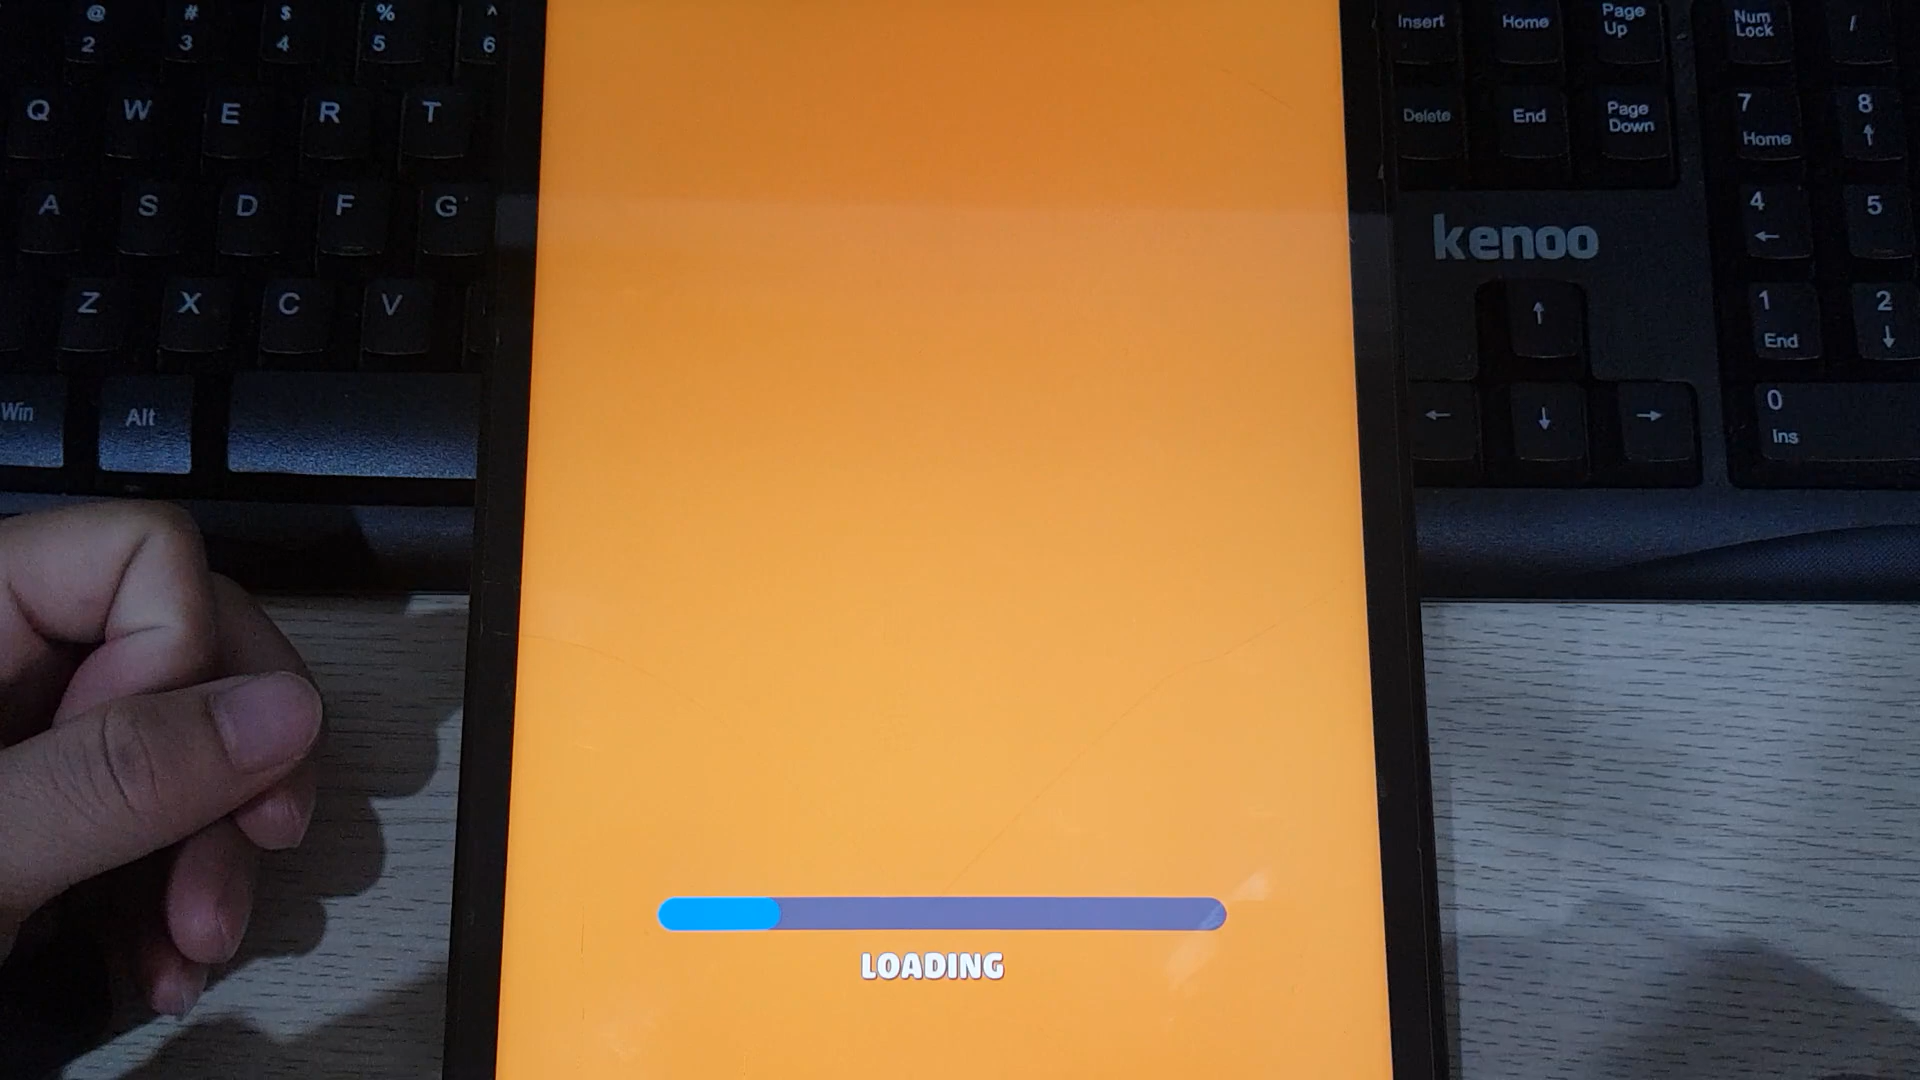 @ # $ % ^
2 3 4 5 6
Q W E R T
A S D F G
Z X C V
Win Alt
Insert Home Page Up
Delete End Page Down
Num Lock /
7 Home 8 ↑
4 ← 5
kenoo
1 End 2 ↓
↑
← ↓ →
0 Ins
LOADING